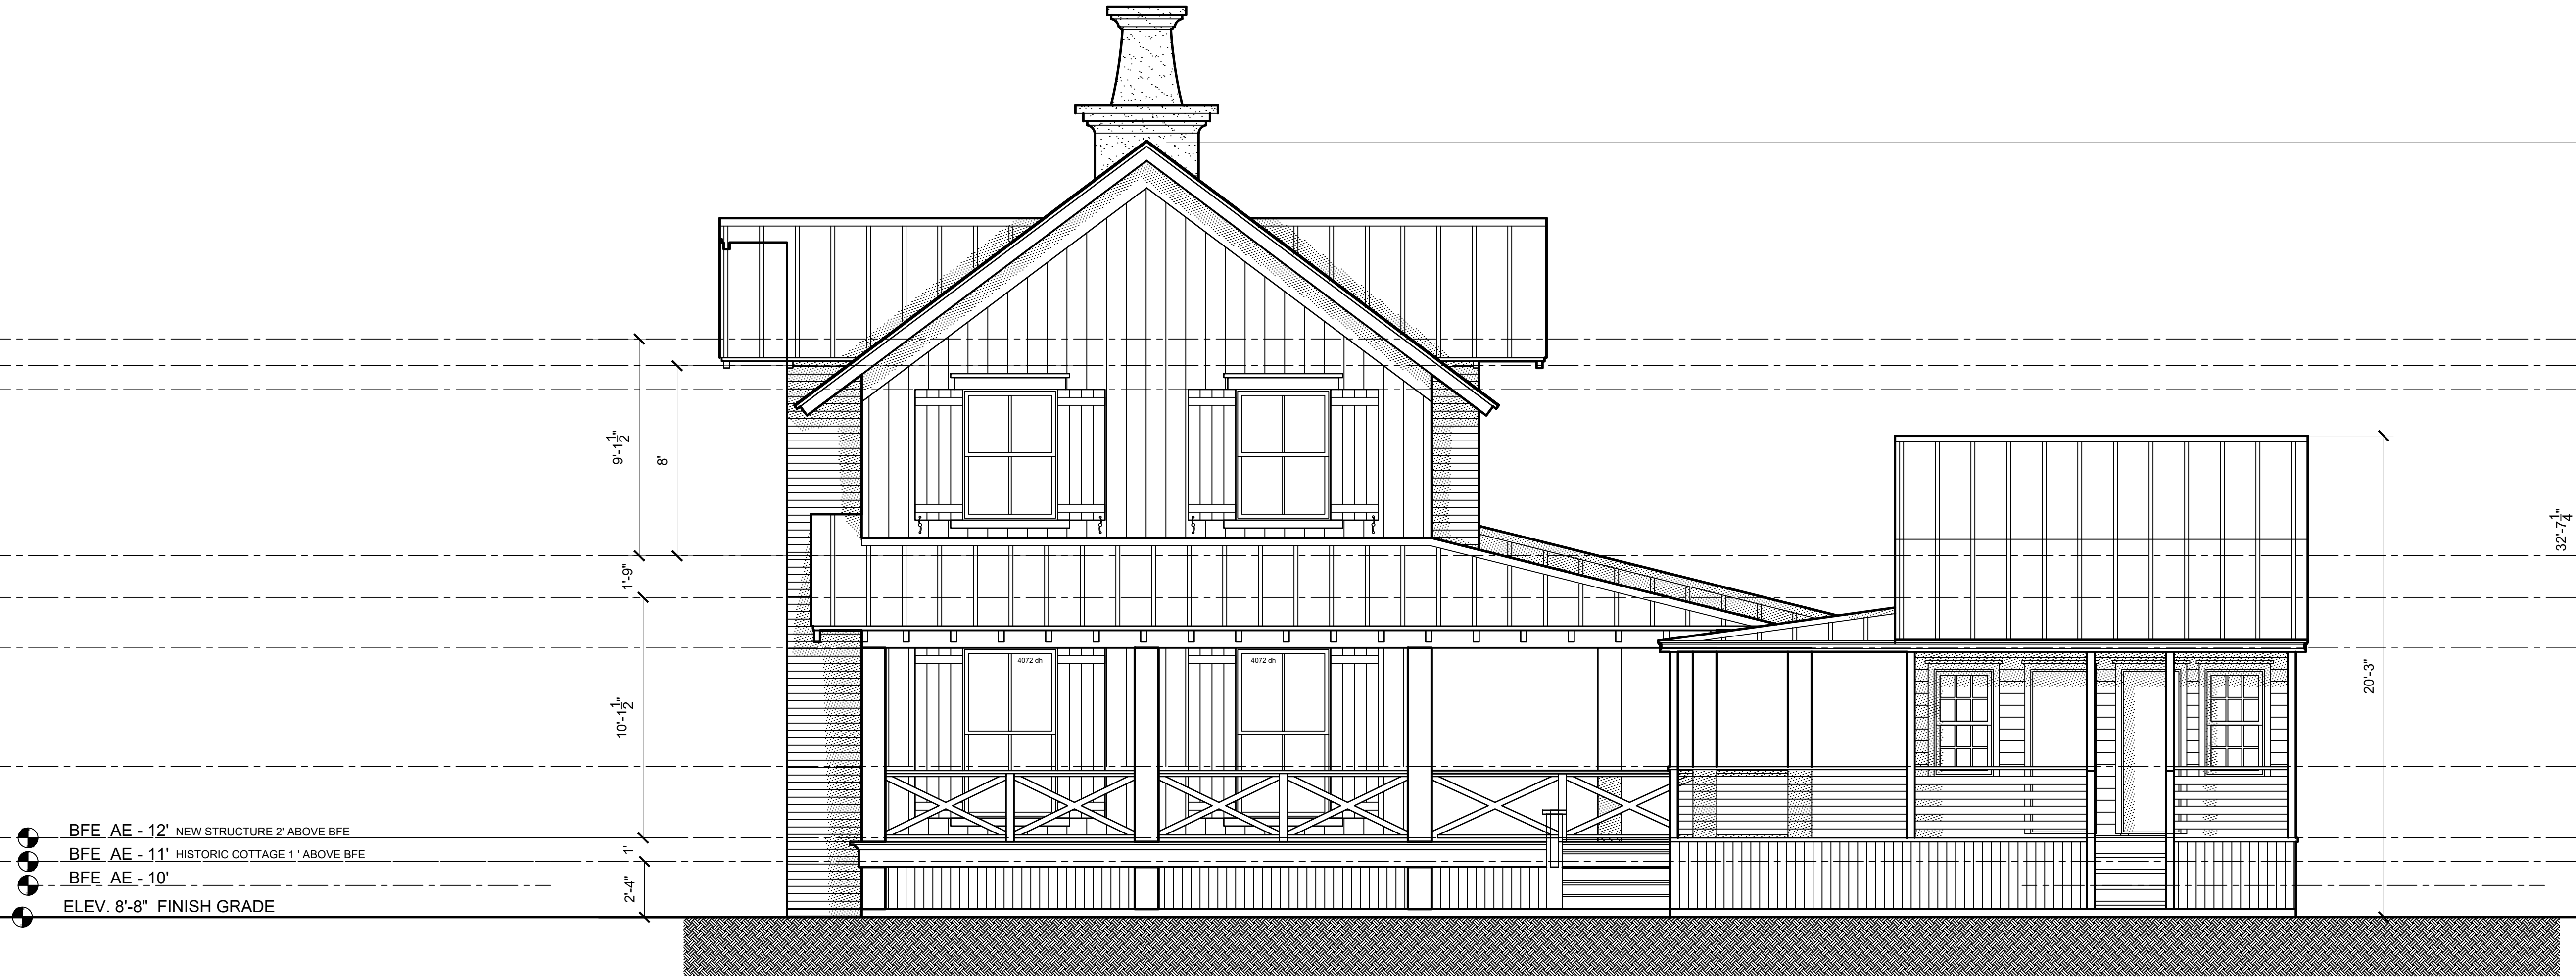 4072 dh
4072 dh
9'-1 1/2"
8'
1'-9"
10'-1 1/2"
1'
2'-4"
20'-3"
32'-7 1/4"
BFE AE - 12' NEW STRUCTURE 2' ABOVE BFE
BFE AE - 11' HISTORIC COTTAGE 1 ' ABOVE BFE
BFE AE - 10'
ELEV. 8'-8" FINISH GRADE